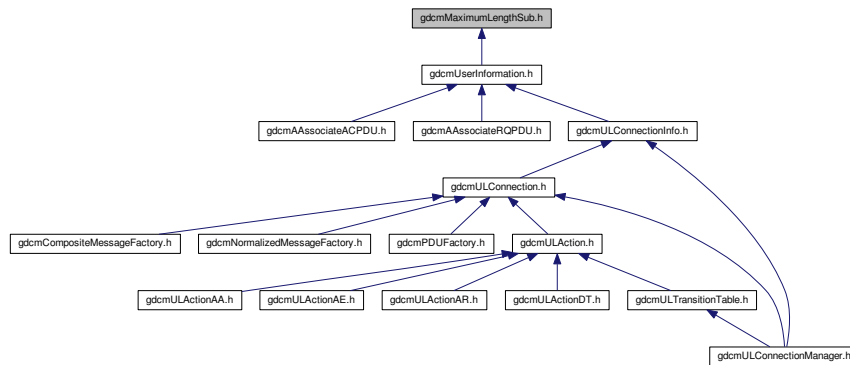 gdcmMaximumLengthSub.h
gdcmUserInformation.h
gdcmAAssociateACPDU.h
gdcmAAssociateRQPDU.h
gdcmULConnectionInfo.h
gdcmULConnection.h
gdcmCompositeMessageFactory.h
gdcmNormalizedMessageFactory.h
gdcmPDUFactory.h
gdcmULAction.h
gdcmULActionAA.h
gdcmULActionAE.h
gdcmULActionAR.h
gdcmULActionDT.h
gdcmULTransitionTable.h
gdcmULConnectionManager.h